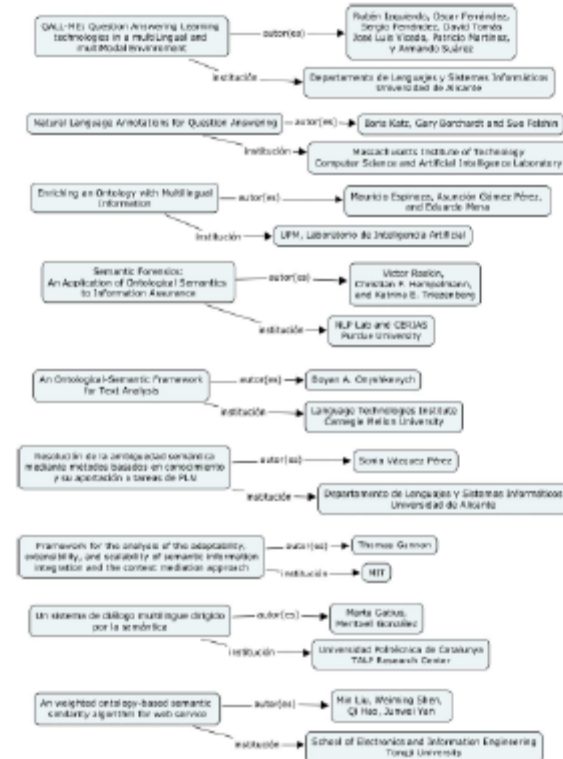 QALL-ME: Question Answering Learning
technologies in a multilingual and
multiModal Environment
autor(es)
Rubén Izquierdo, Óscar Fernández,
Sergio Fernández, David Tomás
José Luis Vicedo, Patricio Martínez,
y Armando Suárez
institución
Departamento de Lenguajes y Sistemas Informáticos
Universidad de Alicante
Natural Language Annotations for Question Answering
autor(es)
Boris Katz, Gary Borchardt and Sue Felshin
institución
Massachusetts Institute of Technology
Computer Science and Artificial Intelligence Laboratory
Enriching an Ontology with Multilingual
Information
autor(es)
Mauricio Espinoza, Asunción Gómez Pérez,
and Eduardo Mena
institución
UPM, Laboratorio de Inteligencia Artificial
Semantic Forensics:
An Application of Ontological Semantics
to Information Assurance
autor(es)
Victor Raskin,
Christian F. Hempelmann,
and Katrina E. Triezenberg
institución
NLP Lab and CERIAS
Purdue University
An Ontological-Semantic Framework
for Text Analysis
autor(es)
Boyan A. Onyshkevych
institución
Language Technologies Institute
Carnegie Mellon University
Resolución de la ambigüedad semántica
mediante métodos basados en conocimiento
y su aportación a tareas de PLN
autor(es)
Sonia Vázquez Pérez
institución
Departamento de Lenguajes y Sistemas Informáticos
Universidad de Alicante
Framework for the analysis of the adaptability,
extensibility, and scalability of semantic information
integration and the context mediation approach
autor(es)
Thomas Gannon
institución
MIT
Un sistema de diálogo multilingüe dirigido
por la semántica
autor(es)
Marta Gatius,
Meritxell González
institución
Universidad Politécnica de Catalunya
TALP Research Center
An weighted ontology-based semantic
similarity algorithm for web service
autor(es)
Min Liu, Weiming Shen,
Qi Hao, Junwei Yan
institución
School of Electronics and Information Engineering
Tongji University